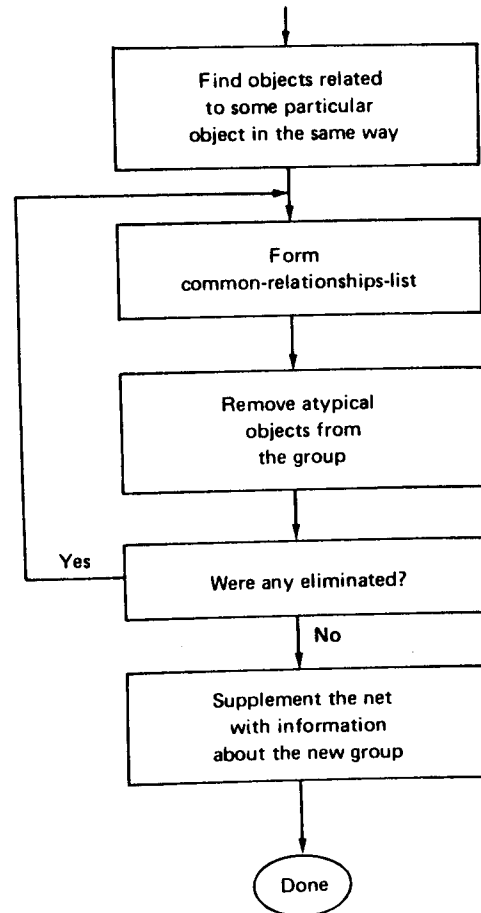 Find objects related
to some particular
object in the same way
Form
common-relationships-list
Remove atypical
objects from
the group
Yes
Were any eliminated?
No
Supplement the net
with information
about the new group
Done